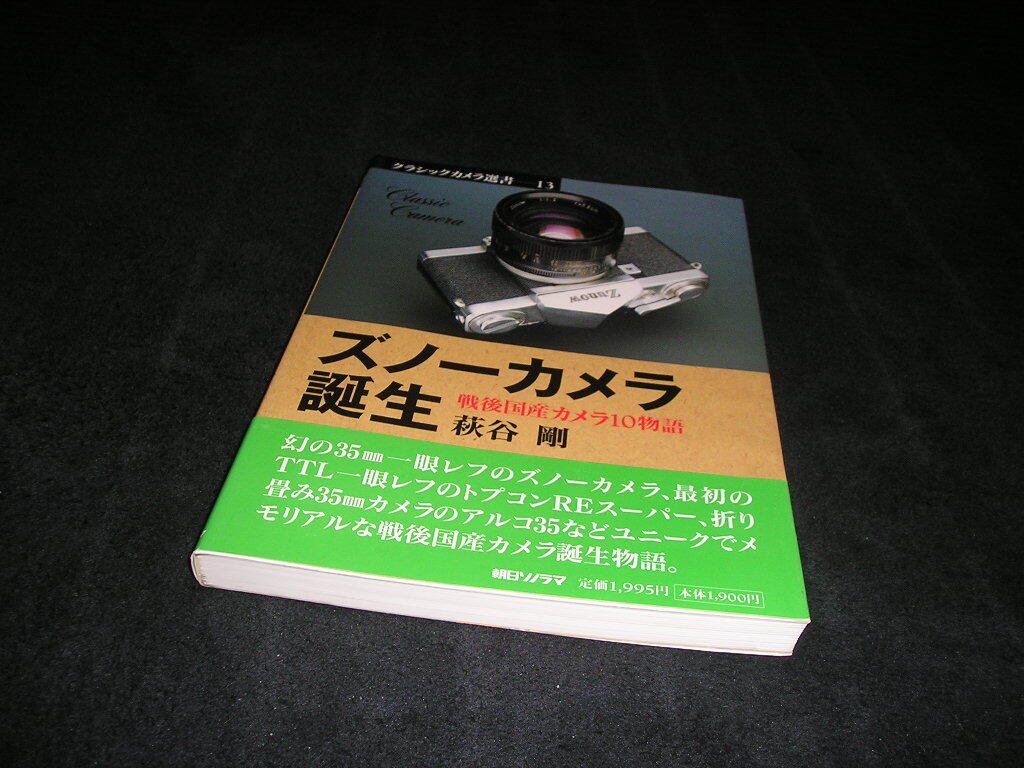 クラシックカメラ選書 13
Classic
Camera
Zunow
ズノーカメラ
誕生
戦後国産カメラ10物語
萩谷 剛
幻の35㎜一眼レフのズノーカメラ、最初の
TTL一眼レフのトプコンREスーパー、折り
畳み35㎜カメラのアルコ35などユニークでメ
モリアルな戦後国産カメラ誕生物語。
朝日ソノラマ 定価1,995円 本体1,900円